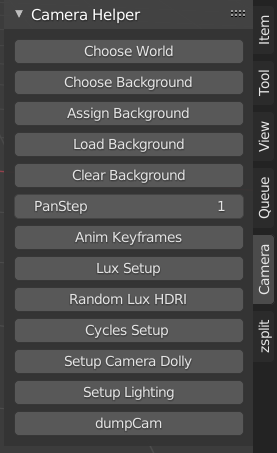 Camera Helper
Choose World
Choose Background
Assign Background
Load Background
Clear Background
PanStep 1
Anim Keyframes
Lux Setup
Random Lux HDRI
Cycles Setup
Setup Camera Dolly
Setup Lighting
dumpCam
Item
Tool
View
Queue
Camera
zsplit